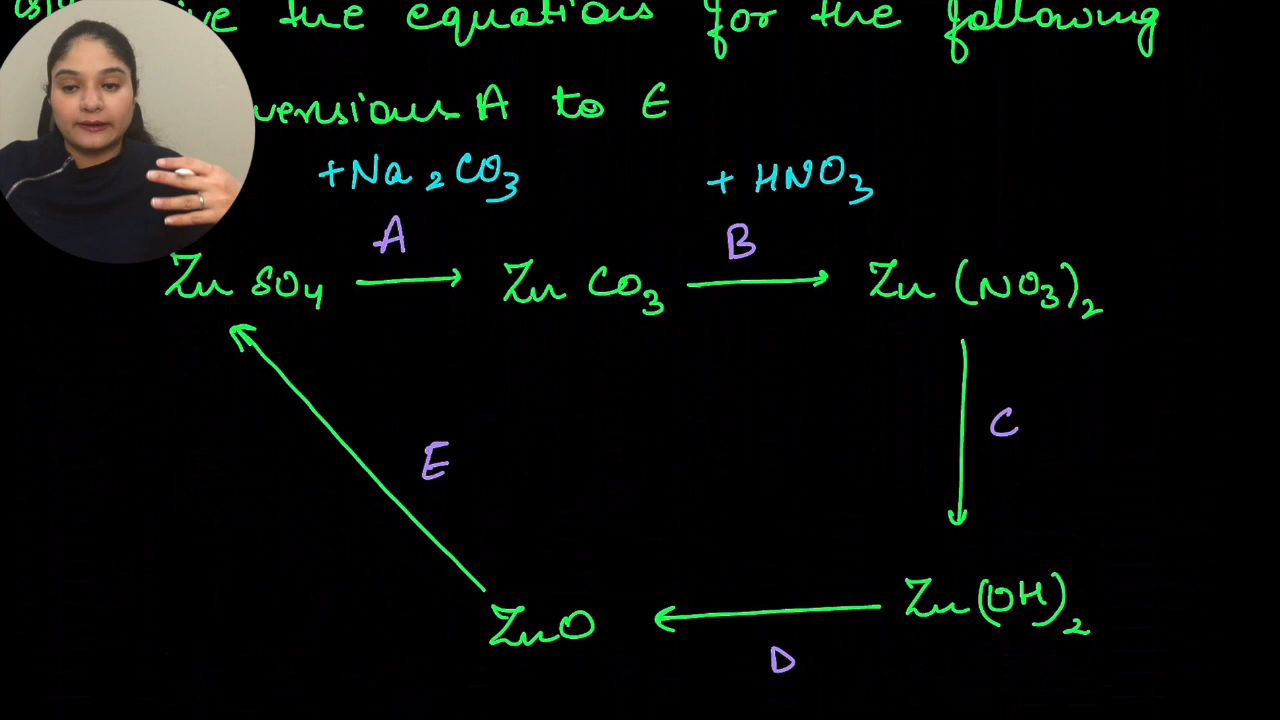 the equations for the following
A to E
+Na2CO3 +HNO3
A B
ZnSO4 → ZnCO3 → Zn(NO3)2
C
E
ZnO ← Zn(OH)2
D